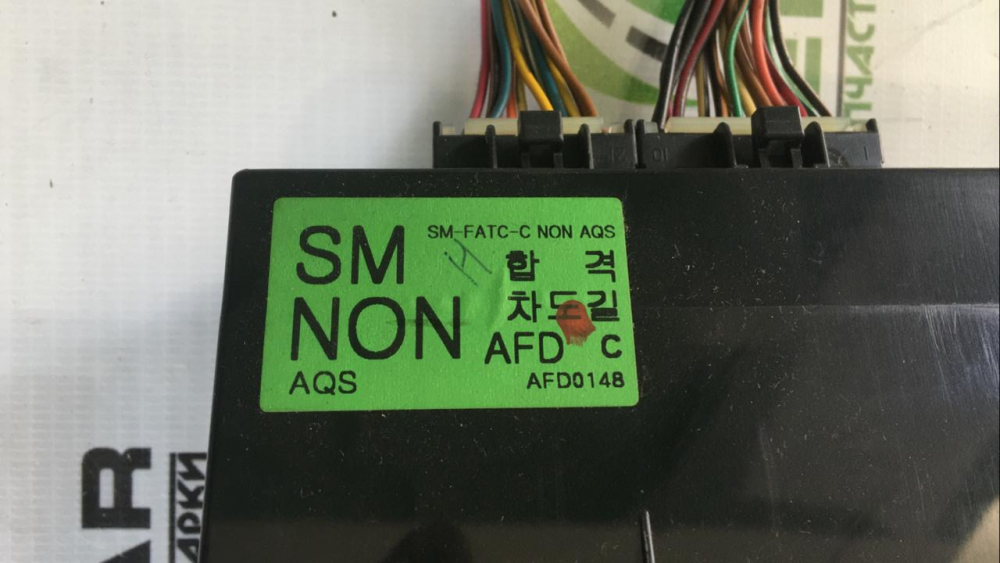 SM
SM-FATC-C NON AQS
H
합 격
차도길
NON
AFD C
AQS
AFD0148